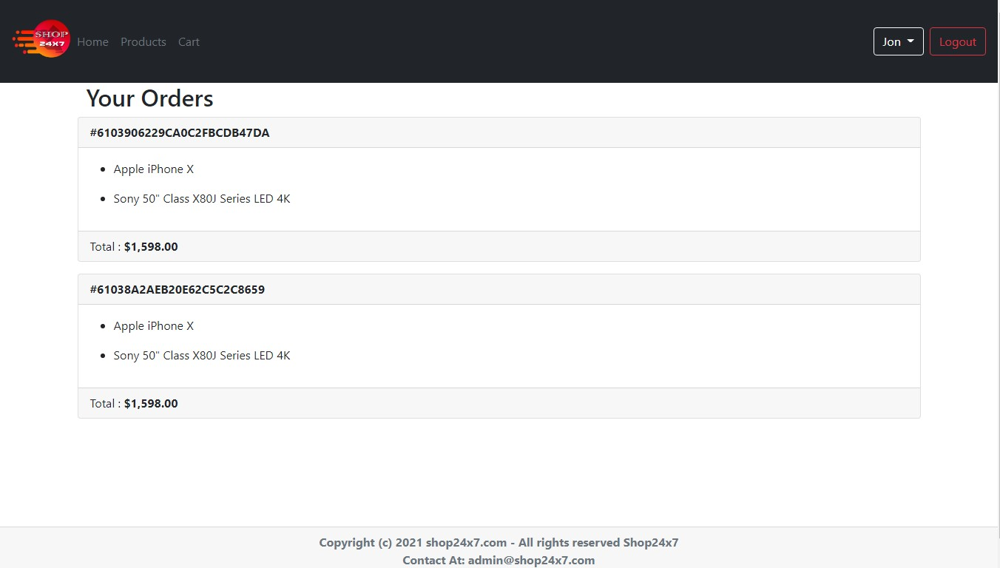 SHOP
24X7
Home Products Cart
Jon
Logout
Your Orders
#6103906229CA0C2FBCDB47DA
Apple iPhone X
Sony 50" Class X80J Series LED 4K
Total : $1,598.00
#61038A2AEB20E62C5C2C8659
Apple iPhone X
Sony 50" Class X80J Series LED 4K
Total : $1,598.00
Copyright (c) 2021 shop24x7.com - All rights reserved Shop24x7
Contact At: admin@shop24x7.com